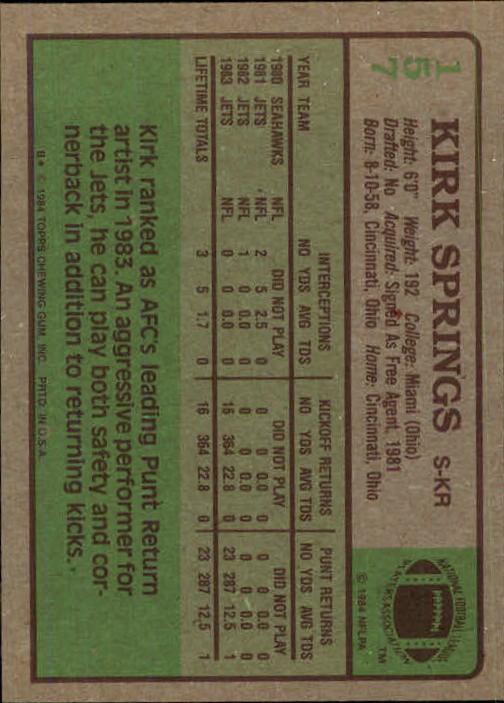 157
KIRK SPRINGS S-KR
Height: 6'0" Weight: 192 College: Miami (Ohio)
Drafted: No Acquired: Signed As Free Agent, 1981
Born: 8-10-58, Cincinnati, Ohio Home: Cincinnati, Ohio
NATIONAL FOOTBALL LEAGUE
PLAYERS ASSOCIATION
TM
© 1984 NFLPA
INTERCEPTIONS KICKOFF RETURNS PUNT RETURNS
YEAR TEAM NO YDS AVG TDS NO YDS AVG TDS NO YDS AVG TDS
1980 SEAHAWKS NFL DID NOT PLAY DID NOT PLAY DID NOT PLAY
1981 JETS NFL 2 5 2.5 0 0 0 0.0 0 0 0 0.0 0
1982 JETS NFL 1 0 0.0 0 0 0 0.0 0 0 0 0.0 0
1983 JETS NFL 0 0 0.0 0 16 364 22.8 0 23 287 12.5 1
LIFETIME TOTALS 3 5 1.7 0 16 364 22.8 0 23 287 12.5 1
Kirk ranked as AFC's leading Punt Return
artist in 1983. An aggressive performer for
the Jets, he can play both safety and cor-
nerback in addition to returning kicks.
B* © 1984 TOPPS CHEWING GUM, INC. PRTD. IN U.S.A.